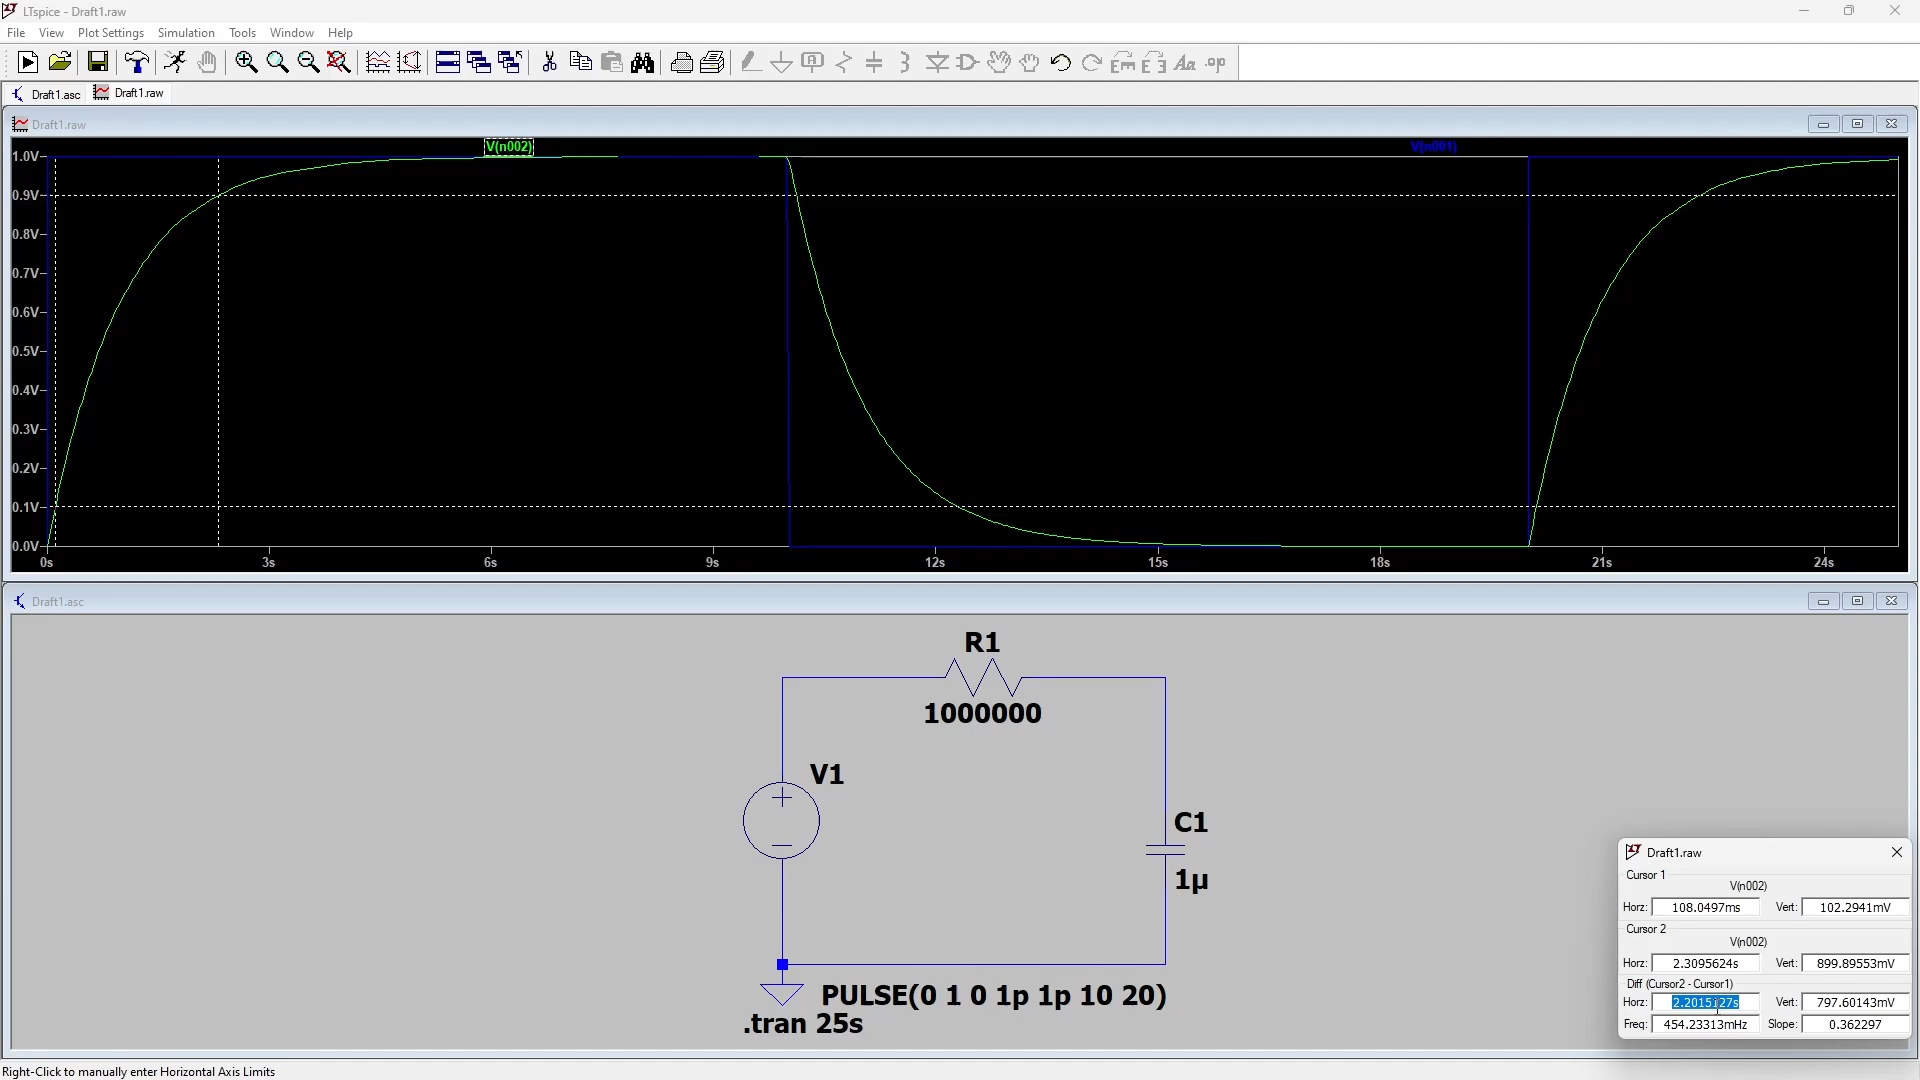 LTspice - Draft1.raw
File View Plot Settings Simulation Tools Window Help
Draft1.asc Draft1.raw
Draft1.raw
V(n002) V(n001)
1.0V
0.9V
0.8V
0.7V
0.6V
0.5V
0.4V
0.3V
0.2V
0.1V
0.0V
0s 3s 6s 9s 12s 15s 18s 21s 24s
Draft1.asc
R1
1000000
V1
C1
1µ
PULSE(0 1 0 1p 1p 10 20)
.tran 25s
Draft1.raw
Cursor 1
V(n002)
Horz: 108.0497ms Vert: 102.2941mV
Cursor 2
V(n002)
Horz: 2.3095624s Vert: 899.89553mV
Diff (Cursor2 - Cursor1)
Horz: Vert: 797.60143mV
Freq: 454.23313mHz Slope: 0.362297
Right-Click to manually enter Horizontal Axis Limits